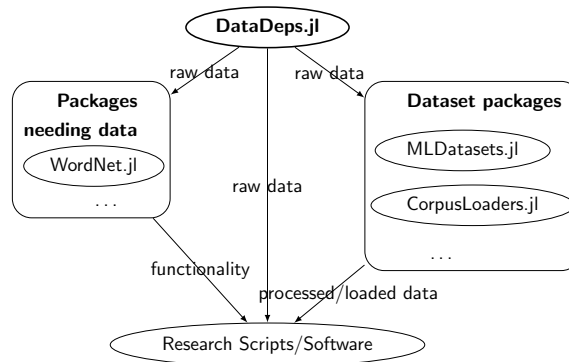 DataDeps.jl
raw data
raw data
Packages
needing data
WordNet.jl
. . .
Dataset packages
MLDatasets.jl
CorpusLoaders.jl
. . .
raw data
functionality
processed/loaded data
Research Scripts/Software